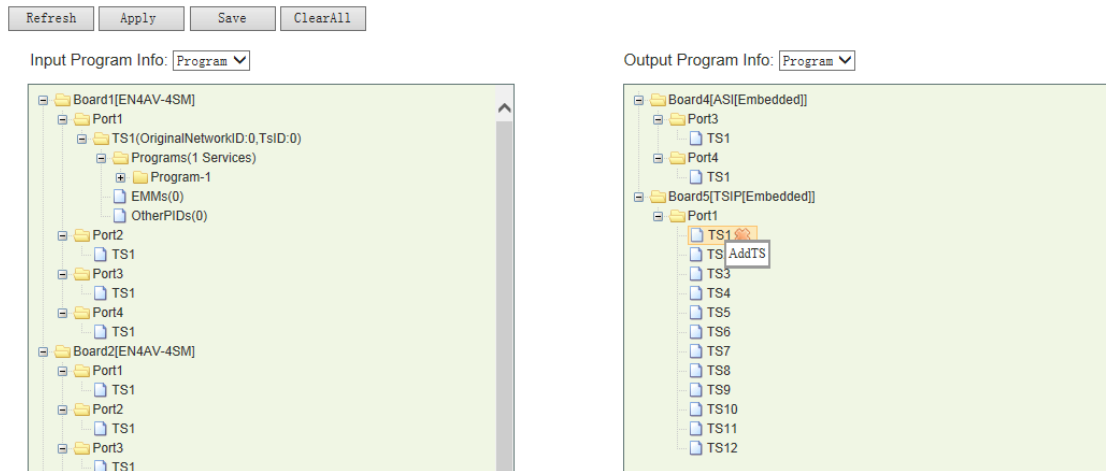 Refresh Apply Save ClearAll
Input Program Info: Program
Board1[EN4AV-4SM]
Port1
TS1(OriginalNetworkID:0,TsID:0)
Programs(1 Services)
Program-1
EMMs(0)
OtherPIDs(0)
Port2
TS1
Port3
TS1
Port4
TS1
Board2[EN4AV-4SM]
Port1
TS1
Port2
TS1
Port3
TS1
Output Program Info: Program
Board4[ASI[Embedded]]
Port3
TS1
Port4
TS1
Board5[TSIP[Embedded]]
Port1
TS1
TS
AddTS
TS3
TS4
TS5
TS6
TS7
TS8
TS9
TS10
TS11
TS12